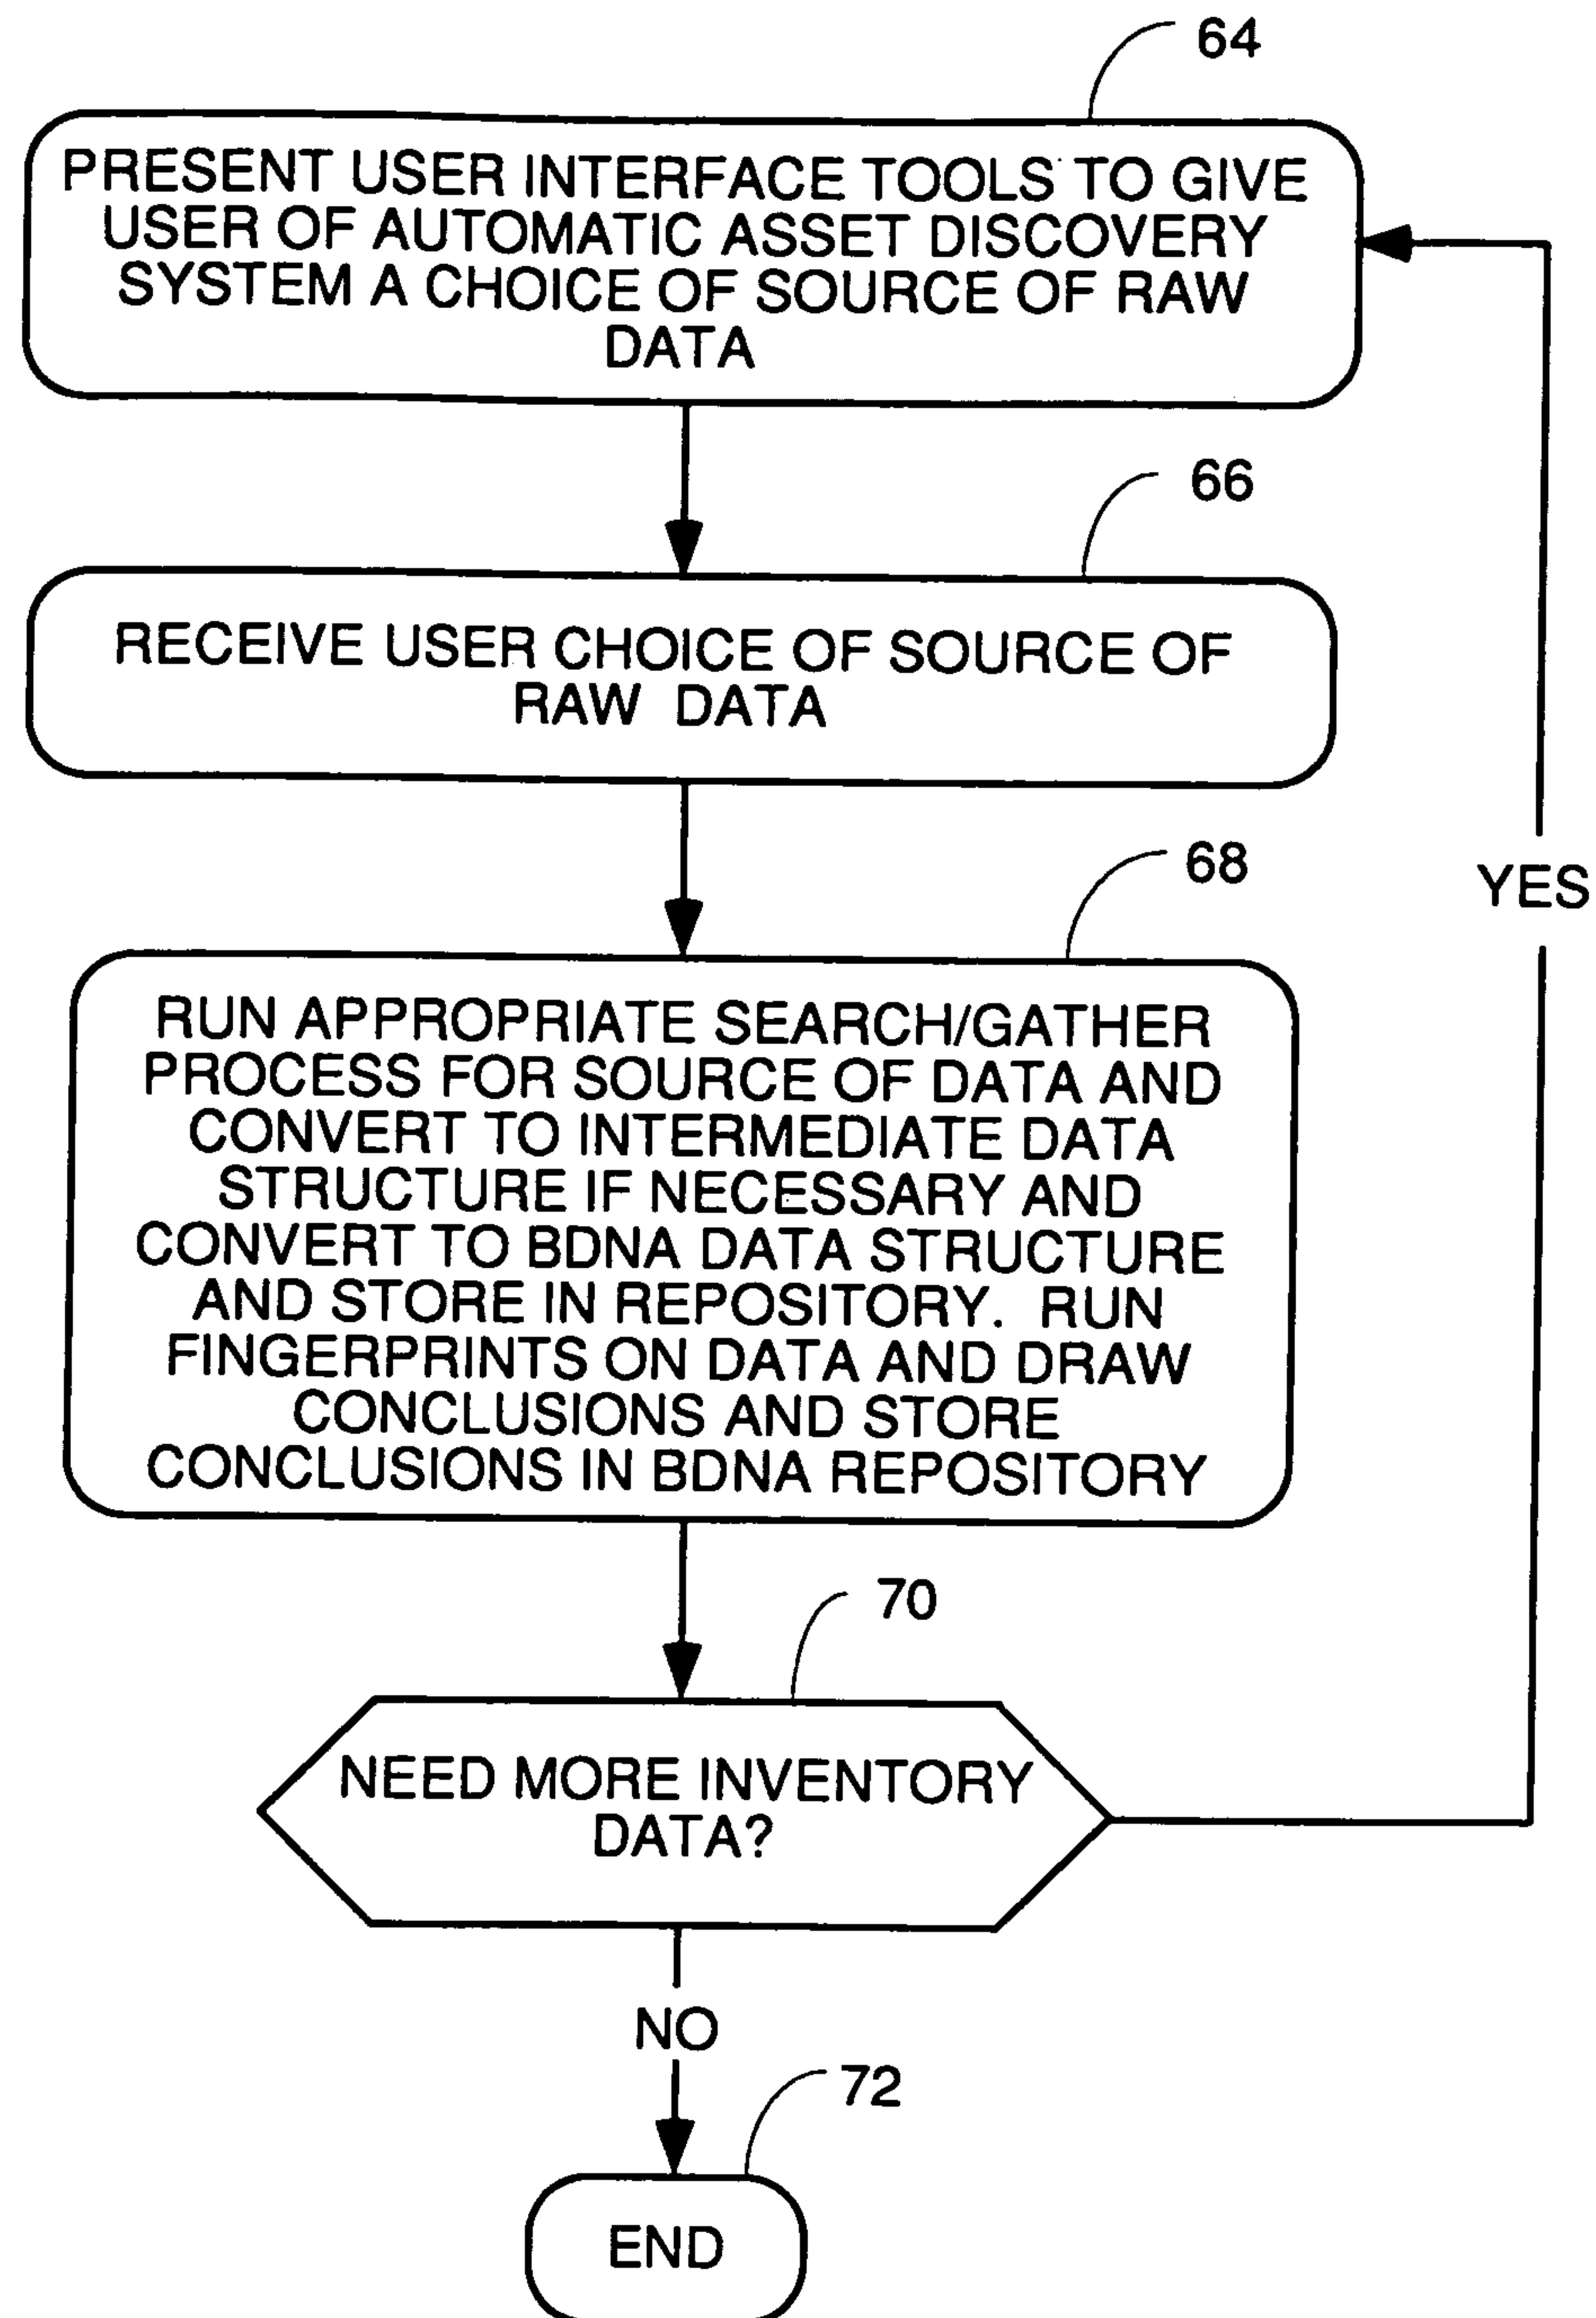 64
PRESENT USER INTERFACE TOOLS TO GIVE
USER OF AUTOMATIC ASSET DISCOVERY
SYSTEM A CHOICE OF SOURCE OF RAW
DATA
66
RECEIVE USER CHOICE OF SOURCE OF
RAW DATA
68
YES
RUN APPROPRIATE SEARCH/GATHER
PROCESS FOR SOURCE OF DATA AND
CONVERT TO INTERMEDIATE DATA
STRUCTURE IF NECESSARY AND
CONVERT TO BDNA DATA STRUCTURE
AND STORE IN REPOSITORY. RUN
FINGERPRINTS ON DATA AND DRAW
CONCLUSIONS AND STORE
CONCLUSIONS IN BDNA REPOSITORY
70
NEED MORE INVENTORY
DATA?
NO
72
END